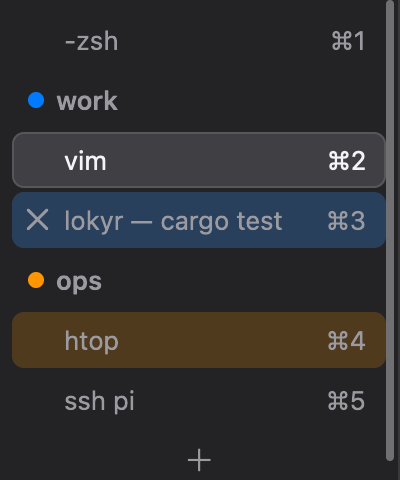 -zsh ⌘1
work
vim ⌘2
lokyr — cargo test ⌘3
ops
htop ⌘4
ssh pi ⌘5